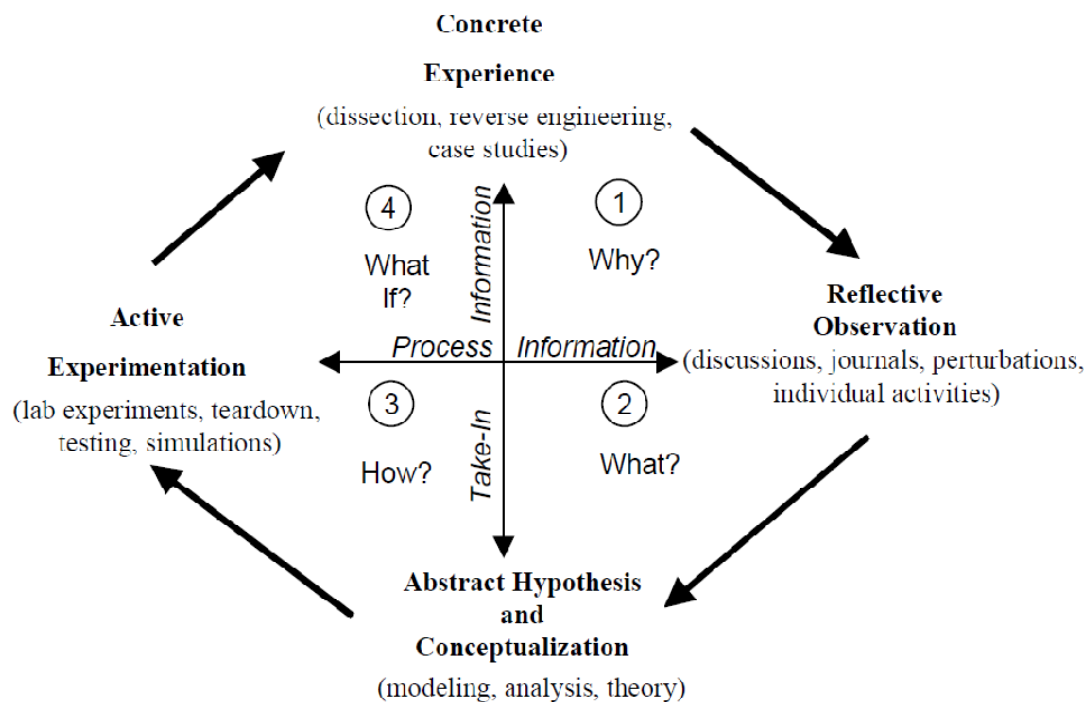 Concrete
Experience
(dissection, reverse engineering,
case studies)
4
What
If?
1
Why?
Information
Take-In
Process Information
Active
Experimentation
(lab experiments, teardown,
testing, simulations)
Reflective
Observation
(discussions, journals, perturbations,
individual activities)
3
How?
2
What?
Abstract Hypothesis
and
Conceptualization
(modeling, analysis, theory)